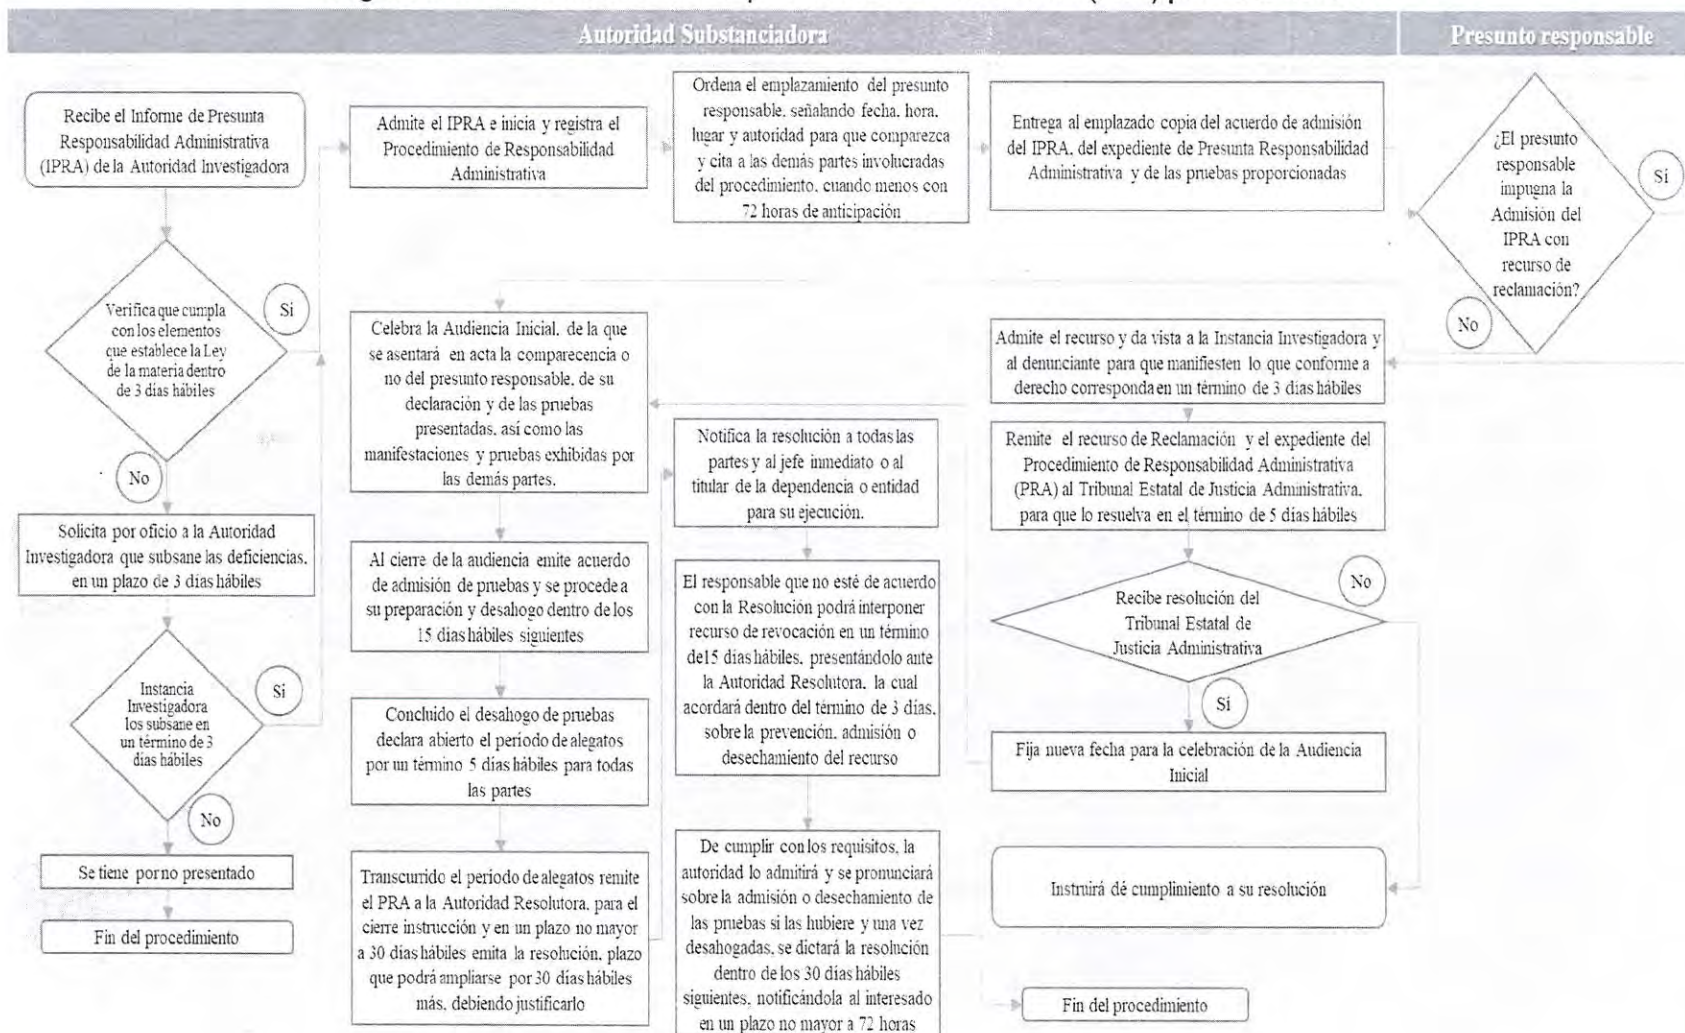 Autoridad Substanciadora
Presunto responsable
Recibe el Informe de Presunta
Responsabilidad Administrativa
(IPRA) de la Autoridad Investigadora
Verifica que cumpla
con los elementos
que establece la Ley
de la materia dentro
de 3 días hábiles
Si
No
Solicita por oficio a la Autoridad
Investigadora que subsane las deficiencias,
en un plazo de 3 días hábiles
Instancia
Investigadora
los subsane en
un término de 3
días hábiles
Si
No
Se tiene por no presentado
Fin del procedimiento
Admite el IPRA e inicia y registra el
Procedimiento de Responsabilidad
Administrativa
Ordena el emplazamiento del presunto
responsable, señalando fecha, hora,
lugar y autoridad para que comparezca
y cita a las demás partes involucradas
del procedimiento, cuando menos con
72 horas de anticipación
Entrega al emplazado copia del acuerdo de admisión
del IPRA, del expediente de Presunta Responsabilidad
Administrativa y de las pruebas proporcionadas
¿El presunto
responsable
impugna la
Admisión del
IPRA con
recurso de
reclamación?
Sí
No
Celebra la Audiencia Inicial, de la que
se asentará en acta la comparecencia o
no del presunto responsable, de su
declaración y de las pruebas
presentadas, así como las
manifestaciones y pruebas exhibidas por
las demás partes.
Al cierre de la audiencia emite acuerdo
de admisión de pruebas y se procede a
su preparación y desahogo dentro de los
15 días hábiles siguientes
Concluido el desahogo de pruebas
declara abierto el período de alegatos
por un término 5 días hábiles para todas
las partes
Transcurrido el periodo de alegatos remite
el PRA a la Autoridad Resolutora, para el
cierre instrucción y en un plazo no mayor
a 30 días hábiles emita la resolución, plazo
que podrá ampliarse por 30 días hábiles
más, debiendo justificarlo
Notifica la resolución a todas las
partes y al jefe inmediato o al
titular de la dependencia o entidad
para su ejecución.
El responsable que no esté de acuerdo
con la Resolución podrá interponer
recurso de revocación en un término
de15 días hábiles, presentándolo ante
la Autoridad Resolutora, la cual
acordará dentro del término de 3 días,
sobre la prevención, admisión o
desechamiento del recurso
De cumplir con los requisitos, la
autoridad lo admitirá y se pronunciará
sobre la admisión o desechamiento de
las pruebas si las hubiere y una vez
desahogadas, se dictará la resolución
dentro de los 30 días hábiles
siguientes, notificándola al interesado
en un plazo no mayor a 72 horas
Admite el recurso y da vista a la Instancia Investigadora y
al denunciante para que manifiesten lo que conforme a
derecho corresponda en un término de 3 días hábiles
Remite el recurso de Reclamación y el expediente del
Procedimiento de Responsabilidad Administrativa
(PRA) al Tribunal Estatal de Justicia Administrativa,
para que lo resuelva en el término de 5 días hábiles
Recibe resolución del
Tribunal Estatal de
Justicia Administrativa
No
Sí
Fija nueva fecha para la celebración de la Audiencia
Inicial
Instruirá dé cumplimiento a su resolución
Fin del procedimiento